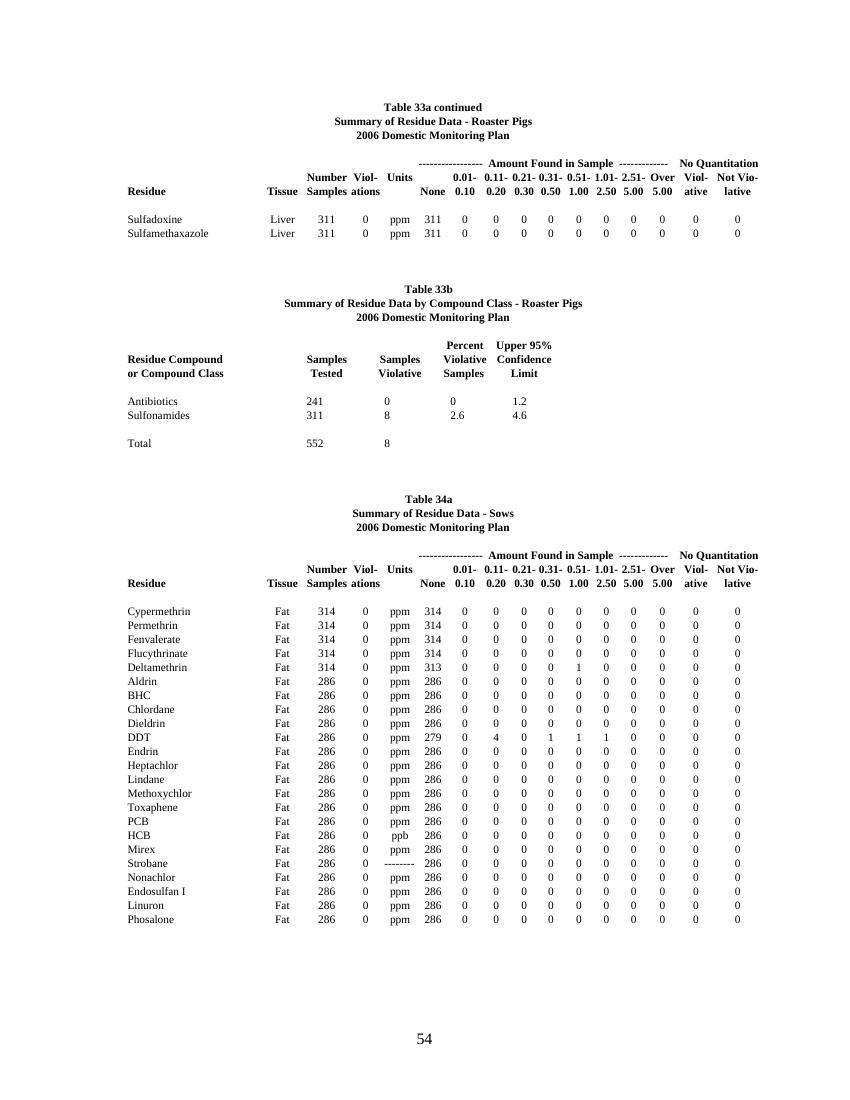 Table 33a continued
Summary of Residue Data - Roaster Pigs
2006 Domestic Monitoring Plan
----------------- Amount Found in Sample ------------- No Quantitation
Number Viol- Units 0.01- 0.11- 0.21- 0.31- 0.51- 1.01- 2.51- Over Viol- Not Vio-
Residue Tissue Samples ations None 0.10 0.20 0.30 0.50 1.00 2.50 5.00 5.00 ative lative
Sulfadoxine Liver 311 0 ppm 311 0 0 0 0 0 0 0 0 0 0
Sulfamethaxazole Liver 311 0 ppm 311 0 0 0 0 0 0 0 0 0 0
Table 33b
Summary of Residue Data by Compound Class - Roaster Pigs
2006 Domestic Monitoring Plan
Percent Upper 95%
Residue Compound Samples Samples Violative Confidence
or Compound Class Tested Violative Samples Limit
Antibiotics 241 0 0 1.2
Sulfonamides 311 8 2.6 4.6
Total 552 8
Table 34a
Summary of Residue Data - Sows
2006 Domestic Monitoring Plan
----------------- Amount Found in Sample ------------- No Quantitation
Number Viol- Units 0.01- 0.11- 0.21- 0.31- 0.51- 1.01- 2.51- Over Viol- Not Vio-
Residue Tissue Samples ations None 0.10 0.20 0.30 0.50 1.00 2.50 5.00 5.00 ative lative
Cypermethrin Fat 314 0 ppm 314 0 0 0 0 0 0 0 0 0 0
Permethrin Fat 314 0 ppm 314 0 0 0 0 0 0 0 0 0 0
Fenvalerate Fat 314 0 ppm 314 0 0 0 0 0 0 0 0 0 0
Flucythrinate Fat 314 0 ppm 314 0 0 0 0 0 0 0 0 0 0
Deltamethrin Fat 314 0 ppm 313 0 0 0 0 1 0 0 0 0 0
Aldrin Fat 286 0 ppm 286 0 0 0 0 0 0 0 0 0 0
BHC Fat 286 0 ppm 286 0 0 0 0 0 0 0 0 0 0
Chlordane Fat 286 0 ppm 286 0 0 0 0 0 0 0 0 0 0
Dieldrin Fat 286 0 ppm 286 0 0 0 0 0 0 0 0 0 0
DDT Fat 286 0 ppm 279 0 4 0 1 1 1 0 0 0 0
Endrin Fat 286 0 ppm 286 0 0 0 0 0 0 0 0 0 0
Heptachlor Fat 286 0 ppm 286 0 0 0 0 0 0 0 0 0 0
Lindane Fat 286 0 ppm 286 0 0 0 0 0 0 0 0 0 0
Methoxychlor Fat 286 0 ppm 286 0 0 0 0 0 0 0 0 0 0
Toxaphene Fat 286 0 ppm 286 0 0 0 0 0 0 0 0 0 0
PCB Fat 286 0 ppm 286 0 0 0 0 0 0 0 0 0 0
HCB Fat 286 0 ppb 286 0 0 0 0 0 0 0 0 0 0
Mirex Fat 286 0 ppm 286 0 0 0 0 0 0 0 0 0 0
Strobane Fat 286 0 -------- 286 0 0 0 0 0 0 0 0 0 0
Nonachlor Fat 286 0 ppm 286 0 0 0 0 0 0 0 0 0 0
Endosulfan I Fat 286 0 ppm 286 0 0 0 0 0 0 0 0 0 0
Linuron Fat 286 0 ppm 286 0 0 0 0 0 0 0 0 0 0
Phosalone Fat 286 0 ppm 286 0 0 0 0 0 0 0 0 0 0
54